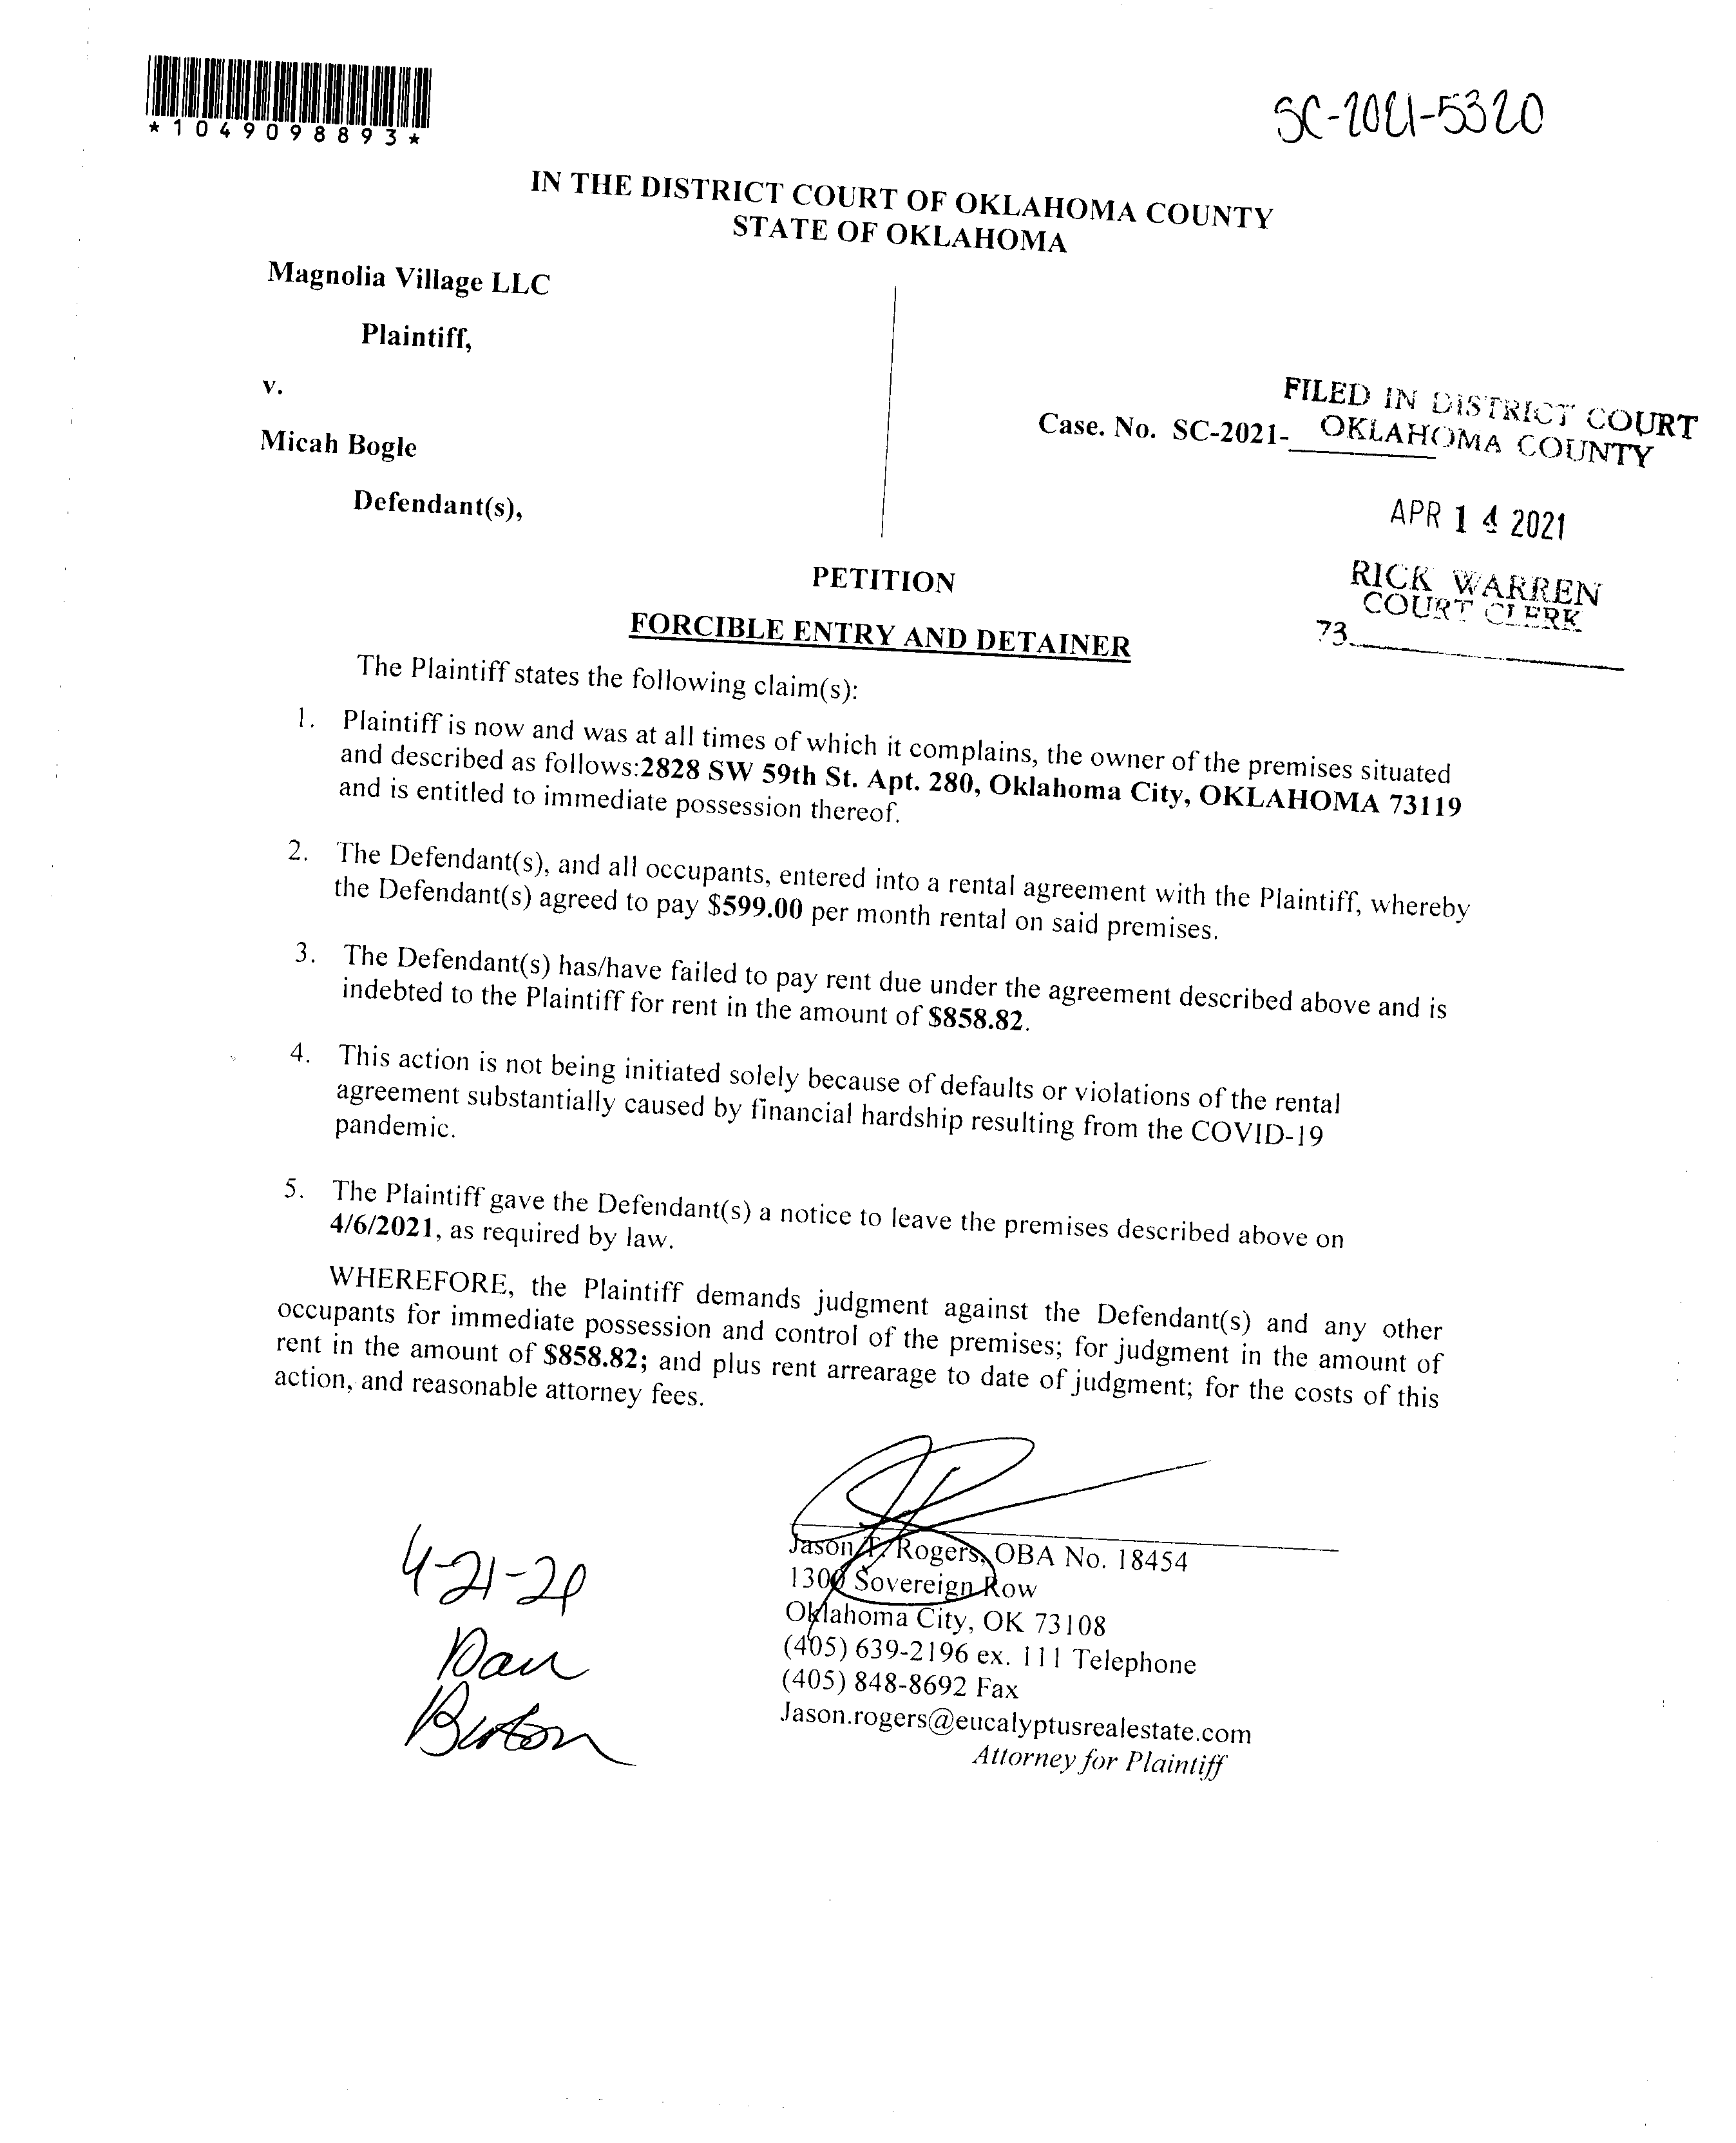 *1049098893*
SC-2021-5320
IN THE DISTRICT COURT OF OKLAHOMA COUNTY
STATE OF OKLAHOMA
Magnolia Village LLC
Plaintiff,
v.
Micah Bogle
Defendant(s),
Case. No. SC-2021-
FILED IN DISTRICT COURT
OKLAHOMA COUNTY
APR 14 2021
RICK WARREN
COURT CLERK
73
PETITION
FORCIBLE ENTRY AND DETAINER
The Plaintiff states the following claim(s):
1. Plaintiff is now and was at all times of which it complains, the owner of the premises situated
and described as follows:2828 SW 59th St. Apt. 280, Oklahoma City, OKLAHOMA 73119
and is entitled to immediate possession thereof.
2. The Defendant(s), and all occupants, entered into a rental agreement with the Plaintiff, whereby
the Defendant(s) agreed to pay $599.00 per month rental on said premises.
3. The Defendant(s) has/have failed to pay rent due under the agreement described above and is
indebted to the Plaintiff for rent in the amount of $858.82.
4. This action is not being initiated solely because of defaults or violations of the rental
agreement substantially caused by financial hardship resulting from the COVID-19
pandemic.
5. The Plaintiff gave the Defendant(s) a notice to leave the premises described above on
4/6/2021, as required by law.
WHEREFORE, the Plaintiff demands judgment against the Defendant(s) and any other
occupants for immediate possession and control of the premises; for judgment in the amount of
rent in the amount of $858.82; and plus rent arrearage to date of judgment; for the costs of this
action, and reasonable attorney fees.
Jason T. Rogers, OBA No. 18454
1300 Sovereign Row
Oklahoma City, OK 73108
(405) 639-2196 ex. 111 Telephone
(405) 848-8692 Fax
Jason.rogers@eucalyptusrealestate.com
Attorney for Plaintiff
4-21-21
Dan